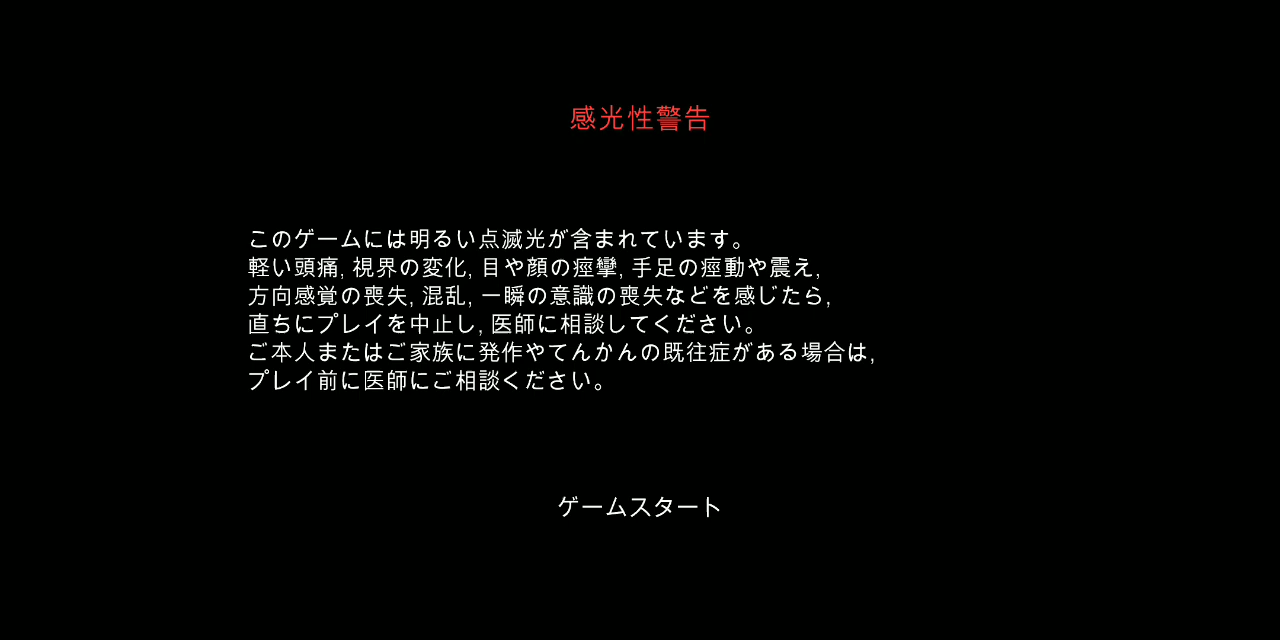 感光性警告
このゲームには明るい点滅光が含まれています。
軽い頭痛, 視界の変化, 目や顔の痙攣, 手足の痙動や震え,
方向感覚の喪失, 混乱, 一瞬の意識の喪失などを感じたら,
直ちにプレイを中止し, 医師に相談してください。
ご本人またはご家族に発作やてんかんの既往症がある場合は,
プレイ前に医師にご相談ください。
ゲームスタート